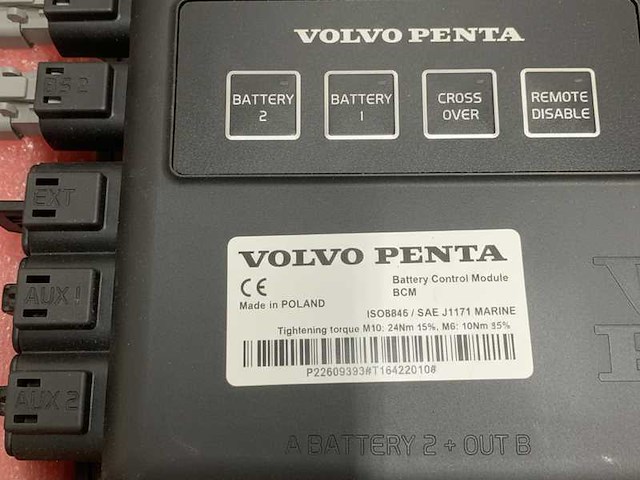 VOLVO PENTA
BATTERY 2
BATTERY 1
CROSS OVER
REMOTE DISABLE
EXT
AUX 1
AUX 2
VOLVO PENTA
CE
Battery Control Module
BCM
Made in POLAND
ISO8846 / SAE J1171 MARINE
Tightening torque M10: 24Nm 15%, M6: 10Nm 35%
P22609393#T164220108
A BATTERY 2 + OUT B